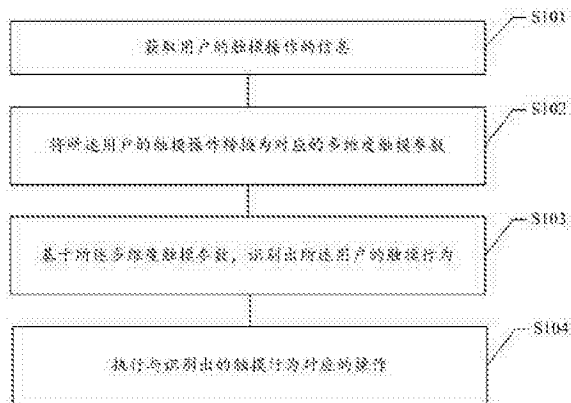 S101
获取用户的触摸操作的信息
S102
将所述用户的触摸操作转换为对应的多维度触摸参数
S103
基于所述多维度触摸参数，识别出所述用户的触摸行为
S104
执行与识别出的触摸行为对应的操作